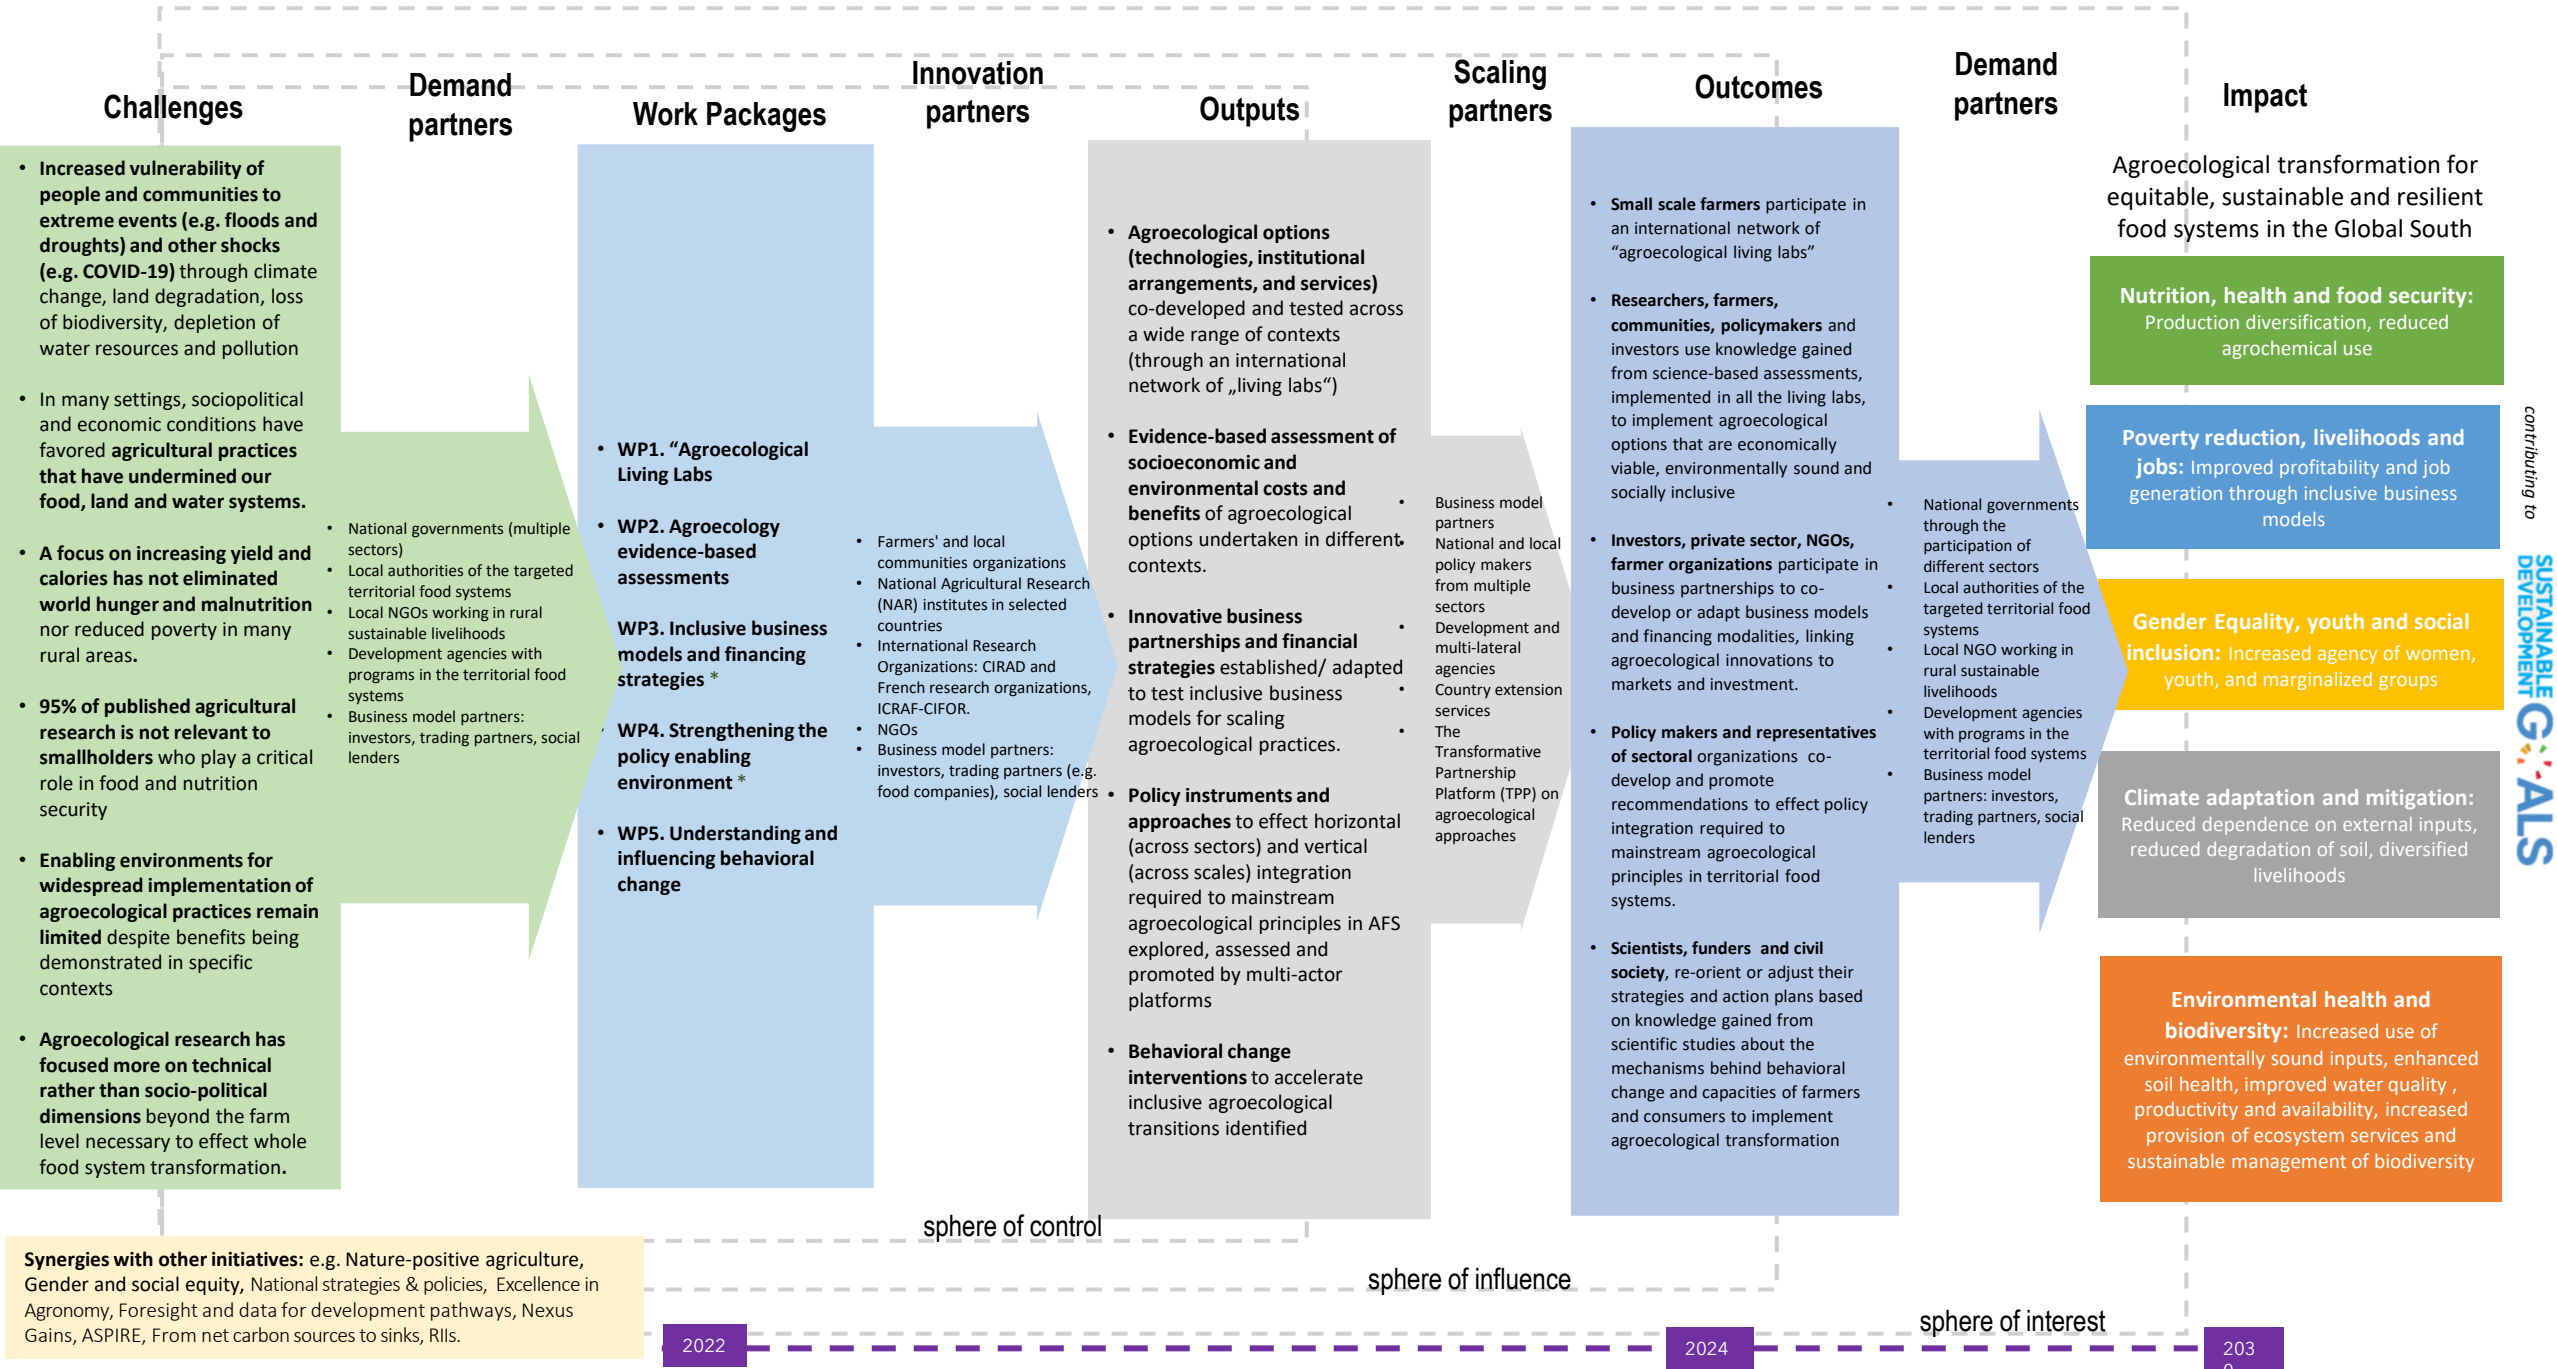 Challenges
• Increased vulnerability of
people and communities to
extreme events (e.g. floods and
droughts) and other shocks
(e.g. COVID-19) through climate
change, land degradation, loss
of biodiversity, depletion of
water resources and pollution
• In many settings, sociopolitical
and economic conditions have
favored agricultural practices
that have undermined our
food, land and water systems.
• A focus on increasing yield and
calories has not eliminated
world hunger and malnutrition
nor reduced poverty in many
rural areas.
• 95% of published agricultural
research is not relevant to
smallholders who play a critical
role in food and nutrition
security
• Enabling environments for
widespread implementation of
agroecological practices remain
limited despite benefits being
demonstrated in specific
contexts
• Agroecological research has
focused more on technical
rather than socio-political
dimensions beyond the farm
level necessary to effect whole
food system transformation.
Demand
partners
• National governments (multiple
sectors)
• Local authorities of the targeted
territorial food systems
• Local NGOs working in rural
sustainable livelihoods
• Development agencies with
programs in the territorial food
systems
• Business model partners:
investors, trading partners, social
lenders
Work Packages
• WP1. “Agroecological
Living Labs
• WP2. Agroecology
evidence-based
assessments
WP3. Inclusive business
models and financing
strategies *
WP4. Strengthening the
policy enabling
environment *
• WP5. Understanding and
influencing behavioral
change
Innovation
partners
• Farmers' and local
communities organizations
• National Agricultural Research
(NAR) institutes in selected
countries
• International Research
Organizations: CIRAD and
French research organizations,
ICRAF-CIFOR.
• NGOs
• Business model partners:
investors, trading partners (e.g.
food companies), social lenders
Outputs
• Agroecological options
(technologies, institutional
arrangements, and services)
co-developed and tested across
a wide range of contexts
(through an international
network of „living labs“)
• Evidence-based assessment of
socioeconomic and
environmental costs and
benefits of agroecological
options undertaken in different
contexts.
• Innovative business
partnerships and financial
strategies established/ adapted
to test inclusive business
models for scaling
agroecological practices.
• Policy instruments and
approaches to effect horizontal
(across sectors) and vertical
(across scales) integration
required to mainstream
agroecological principles in AFS
explored, assessed and
promoted by multi-actor
platforms
• Behavioral change
interventions to accelerate
inclusive agroecological
transitions identified
Scaling
partners
• Business model
partners
• National and local
policy makers
from multiple
sectors
• Development and
multi-lateral
agencies
• Country extension
services
• The
Transformative
Partnership
Platform (TPP) on
agroecological
approaches
Outcomes
• Small scale farmers participate in
an international network of
“agroecological living labs”
• Researchers, farmers,
communities, policymakers and
investors use knowledge gained
from science-based assessments,
implemented in all the living labs,
to implement agroecological
options that are economically
viable, environmentally sound and
socially inclusive
• Investors, private sector, NGOs,
farmer organizations participate in
business partnerships to co-
develop or adapt business models
and financing modalities, linking
agroecological innovations to
markets and investment.
• Policy makers and representatives
of sectoral organizations co-
develop and promote
recommendations to effect policy
integration required to
mainstream agroecological
principles in territorial food
systems.
• Scientists, funders and civil
society, re-orient or adjust their
strategies and action plans based
on knowledge gained from
scientific studies about the
mechanisms behind behavioral
change and capacities of farmers
and consumers to implement
agroecological transformation
Demand
partners
• National governments
through the
participation of
different sectors
• Local authorities of the
targeted territorial food
systems
• Local NGO working in
rural sustainable
livelihoods
• Development agencies
with programs in the
territorial food systems
• Business model
partners: investors,
trading partners, social
lenders
Impact
Agroecological transformation for
equitable, sustainable and resilient
food systems in the Global South
Nutrition, health and food security:
Production diversification, reduced
agrochemical use
Poverty reduction, livelihoods and
jobs: Improved profitability and job
generation through inclusive business
models
Gender Equality, youth and social
inclusion: Increased agency of women,
youth, and marginalized groups
Climate adaptation and mitigation:
Reduced dependence on external inputs,
reduced degradation of soil, diversified
livelihoods
Environmental health and
biodiversity: Increased use of
environmentally sound inputs, enhanced
soil health, improved water quality ,
productivity and availability, increased
provision of ecosystem services and
sustainable management of biodiversity
contributing to
SUSTAINABLE
DEVELOPMENT
GOALS
sphere of control
sphere of influence
sphere of interest
Synergies with other initiatives: e.g. Nature-positive agriculture,
Gender and social equity, National strategies & policies, Excellence in
Agronomy, Foresight and data for development pathways, Nexus
Gains, ASPIRE, From net carbon sources to sinks, RIIs.
2022
2024
203
0